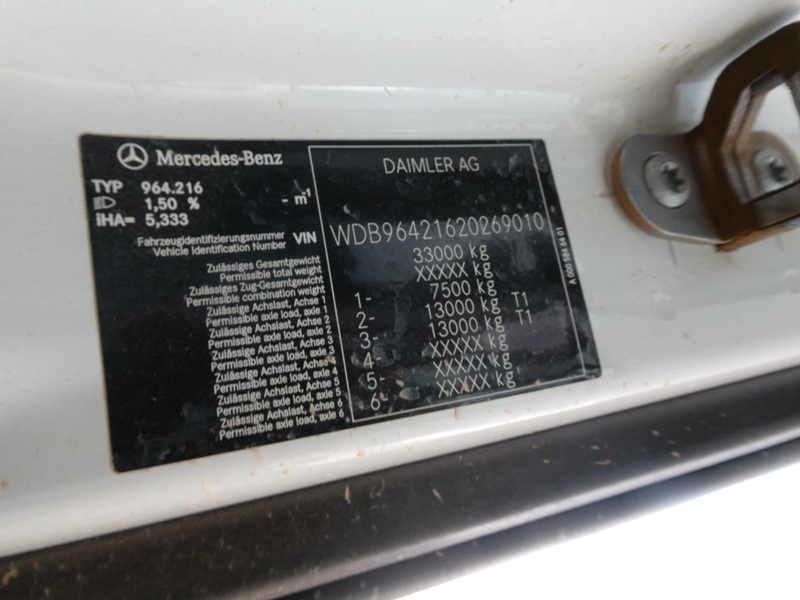 Mercedes-Benz
DAIMLER AG
TYP 964.216
1,50 % - m-1
iHA= 5,333
Fahrzeugidentifizierungsnummer
Vehicle Identification Number VIN WDB96421620269010
Zulässiges Gesamtgewicht
Permissible total weight 33000 kg
Zulässiges Zug-Gesamtgewicht
Permissible combination weight XXXXX kg
Zulässige Achslast, Achse 1
Permissible axle load, axle 1 1- 7500 kg
Zulässige Achslast, Achse 2
Permissible axle load, axle 2 2- 13000 kg T1
Zulässige Achslast, Achse 3
Permissible axle load, axle 3 3- 13000 kg T1
Zulässige Achslast, Achse 4
Permissible axle load, axle 4 4- XXXXX kg
Zulässige Achslast, Achse 5
Permissible axle load, axle 5 5- XXXXX kg
Zulässige Achslast, Achse 6
Permissible axle load, axle 6 6- XXXXX kg
A 000 584 64 01